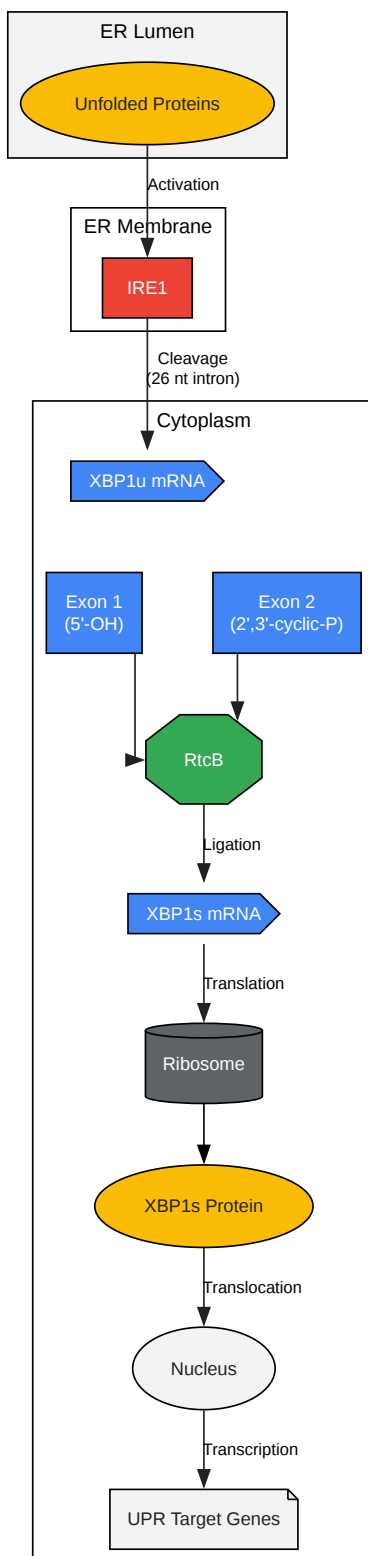 ER Lumen
Unfolded Proteins
Activation
ER Membrane
IRE1
Cleavage
(26 nt intron)
Cytoplasm
XBP1u mRNA
Exon 1
(5'-OH)
Exon 2
(2',3'-cyclic-P)
RtcB
Ligation
XBP1s mRNA
Translation
Ribosome
XBP1s Protein
Translocation
Nucleus
Transcription
UPR Target Genes